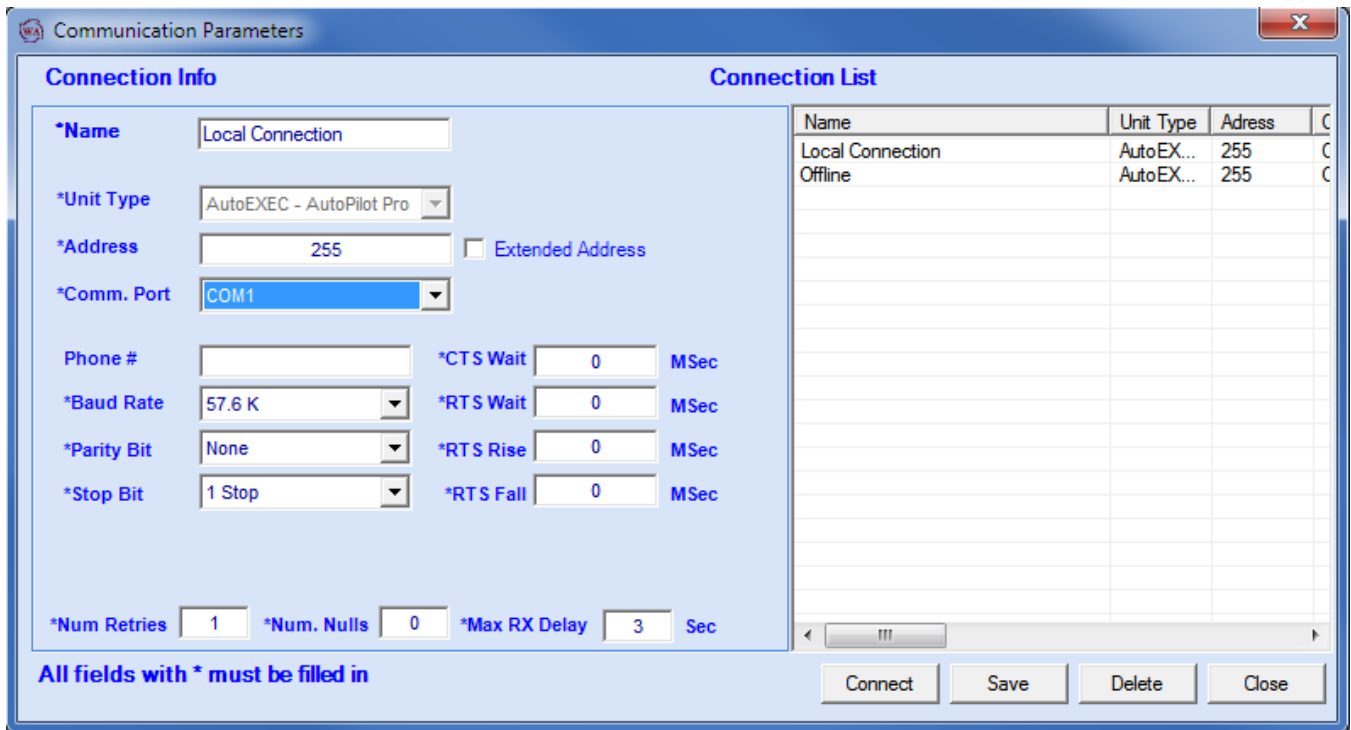 Communication Parameters
Connection Info
*Name Local Connection
*Unit Type AutoEXEC - AutoPilot Pro
*Address 255 Extended Address
*Comm. Port COM1
Phone # *CTS Wait 0 MSec
*Baud Rate 57.6 K *RTS Wait 0 MSec
*Parity Bit None *RTS Rise 0 MSec
*Stop Bit 1 Stop *RTS Fall 0 MSec
*Num Retries 1 *Num. Nulls 0 *Max RX Delay 3 Sec
All fields with * must be filled in
Connection List
Name Unit Type Adress
Local Connection AutoEX... 255
Offline AutoEX... 255
Connect Save Delete Close